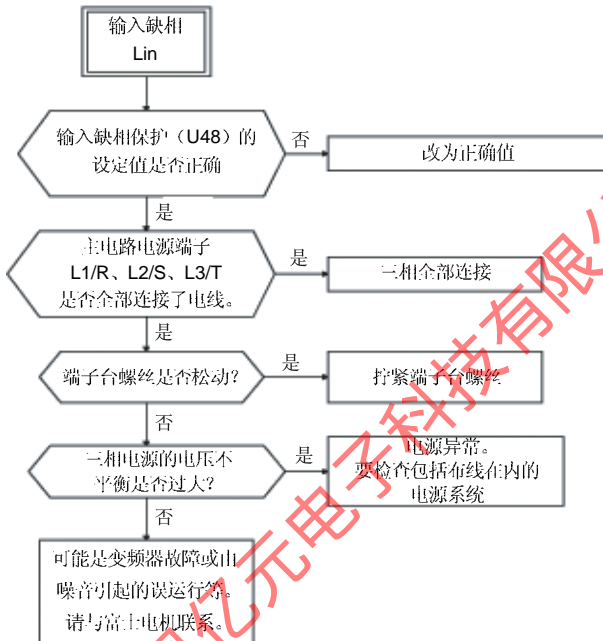 输入缺相
Lin
输入缺相保护（U48）的
设定值是否正确
否
改为正确值
是
主电路电源端子
L1/R、L2/S、L3/T
是否全部连接了电线。
是
三相全部连接
是
端子台螺丝是否松动?
是
拧紧端子台螺丝
否
三相电源的电压不
平衡是否过大?
是
电源异常。
要检查包括布线在内的
电源系统
否
可能是变频器故障或由
噪音引起的误运行等。
请与富士电机联系。
亿元电子科技有限